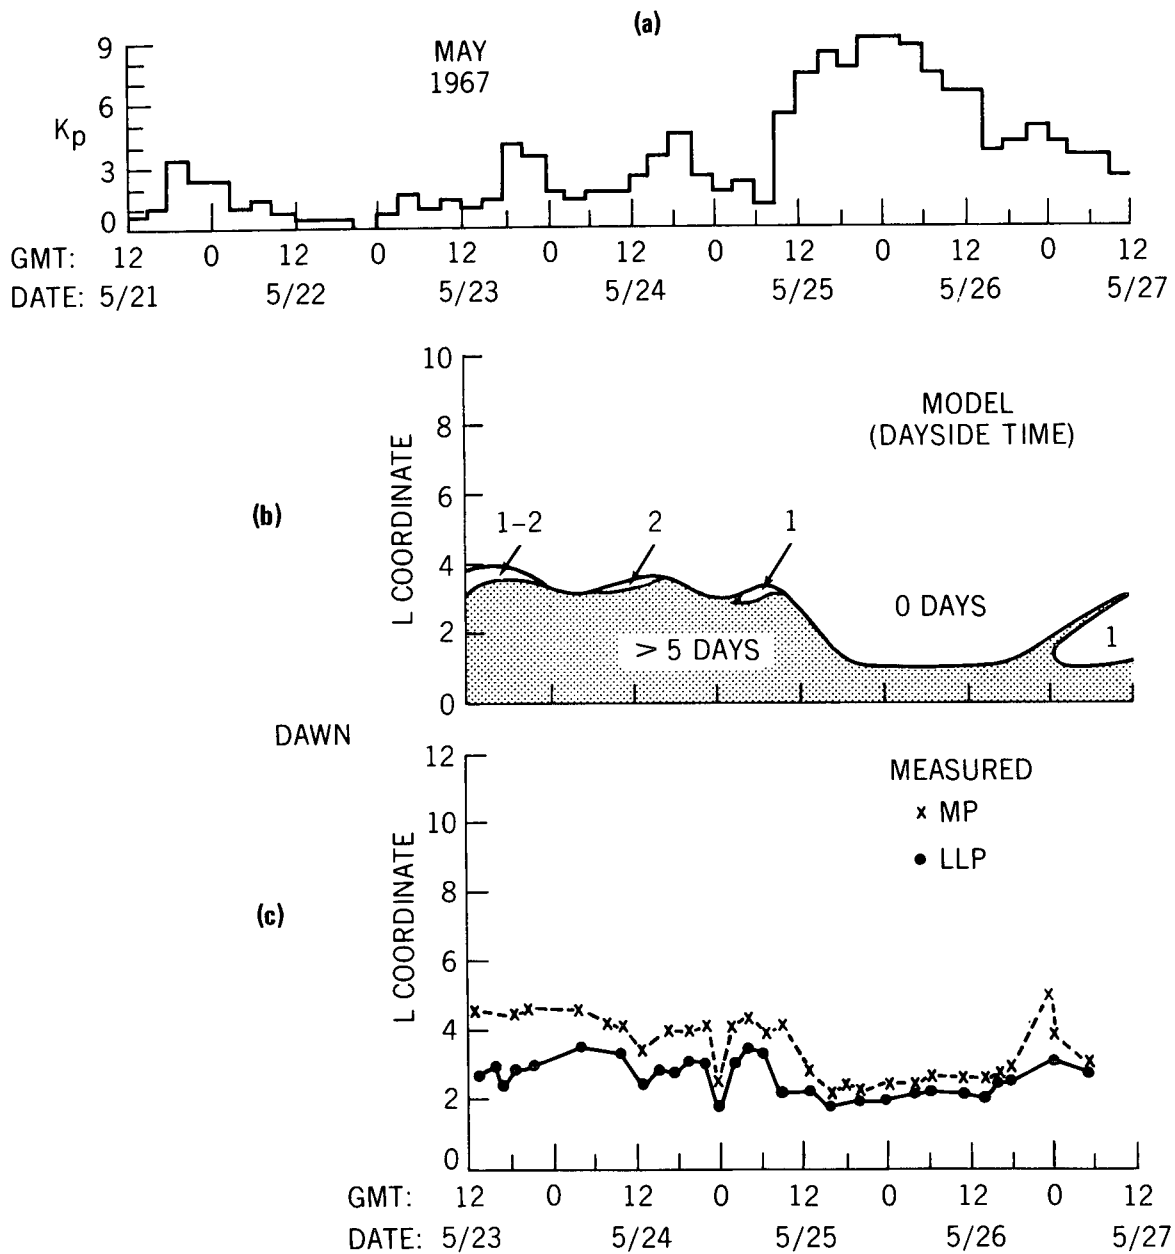 (a)
MAY
1967
9
6
3
0
Kp
GMT: 12 0 12 0 12 0 12 0 12 0 12 0 12
DATE: 5/21 5/22 5/23 5/24 5/25 5/26 5/27
(b)
L COORDINATE
10
8
6
4
2
0
MODEL
(DAYSIDE TIME)
1-2
2
1
0 DAYS
> 5 DAYS
1
DAWN
(c)
L COORDINATE
12
10
8
6
4
2
0
MEASURED
x MP
● LLP
GMT: 12 0 12 0 12 0 12 0 12
DATE: 5/23 5/24 5/25 5/26 5/27